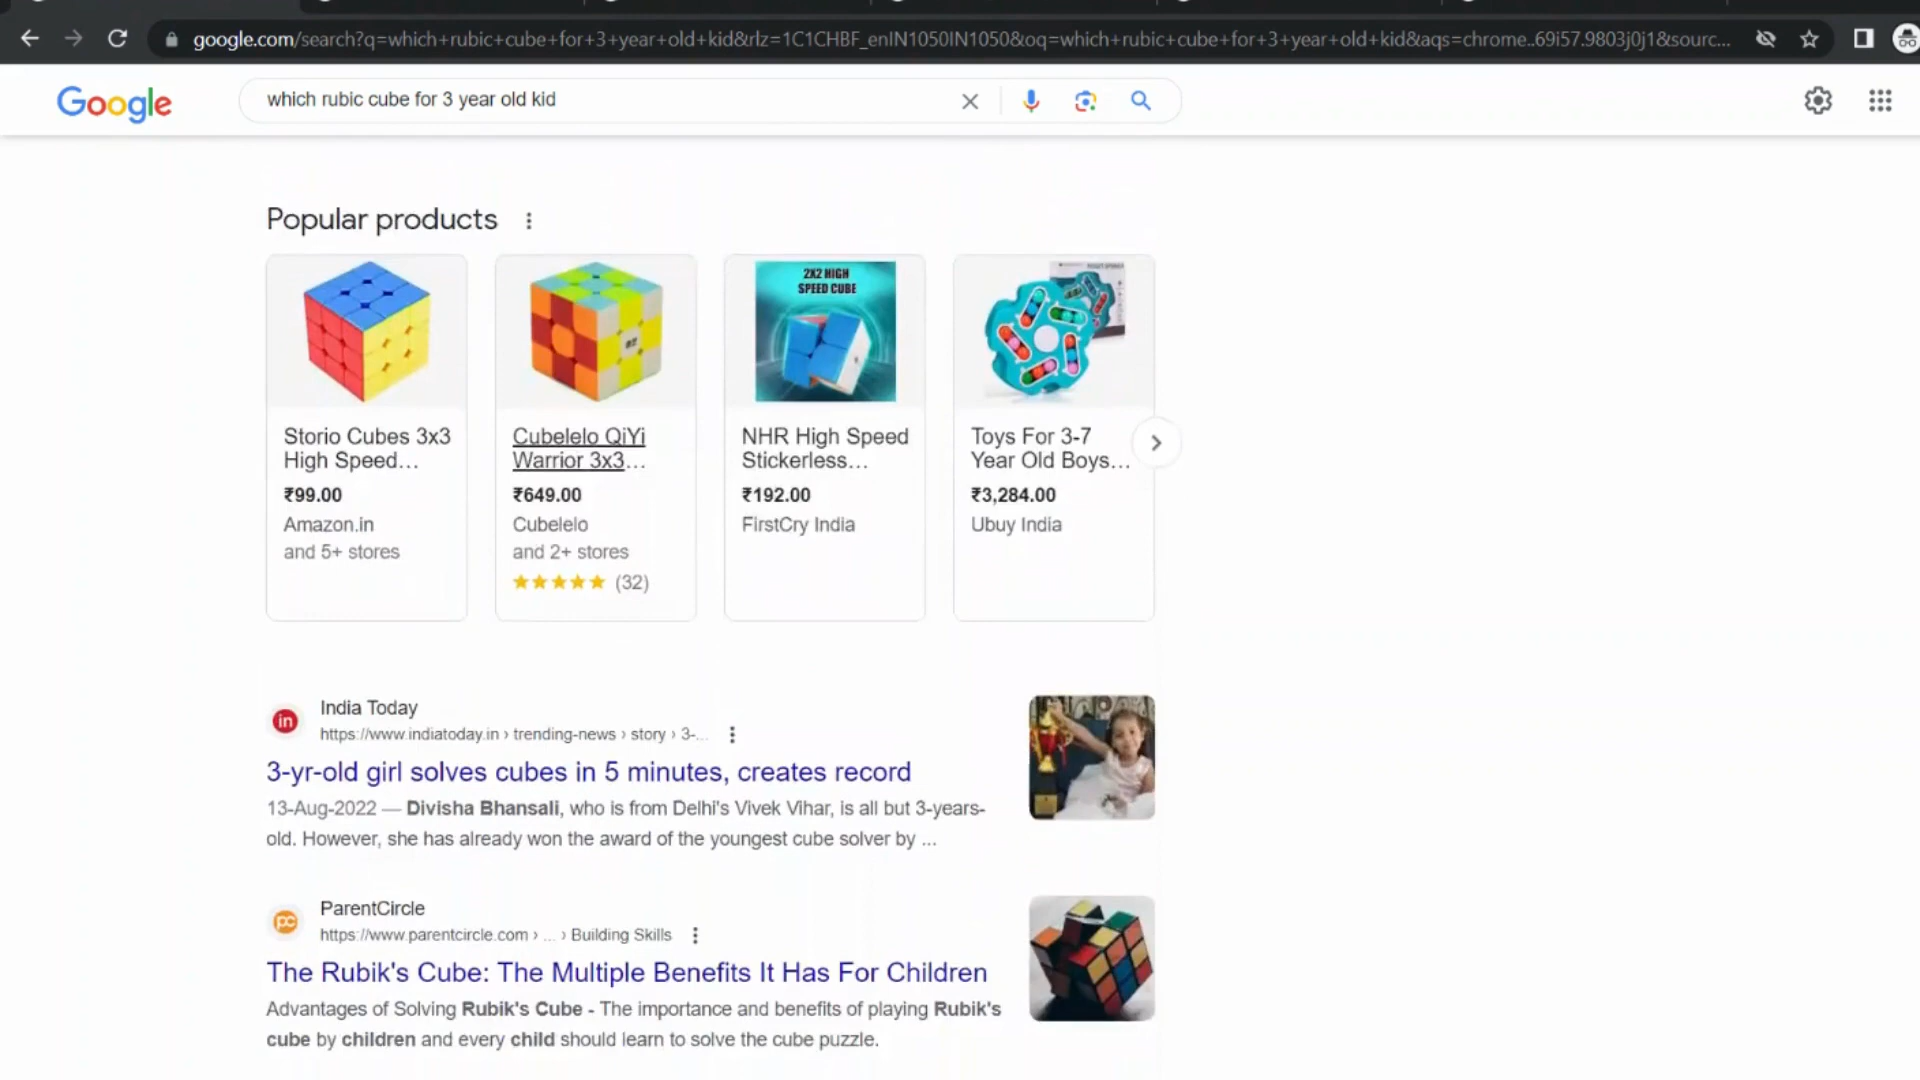 google.com/search?q=which+rubic+cube+for+3+year+old+kid&rlz=1C1CHBF_enIN1050IN1050&oq=which+rubic+cube+for+3+year+old+kid&aqs=chrome..69i57.9803j0j1&sourc...
Google
which rubic cube for 3 year old kid
Popular products
2X2 HIGH
SPEED CUBE
Storio Cubes 3x3
High Speed...
₹99.00
Amazon.in
and 5+ stores
Cubelelo QiYi
Warrior 3x3...
₹649.00
Cubelelo
and 2+ stores
(32)
NHR High Speed
Stickerless...
₹192.00
FirstCry India
Toys For 3-7
Year Old Boys...
₹3,284.00
Ubuy India
in
India Today
https://www.indiatoday.in › trending-news › story › 3-...
3-yr-old girl solves cubes in 5 minutes, creates record
13-Aug-2022 — Divisha Bhansali, who is from Delhi's Vivek Vihar, is all but 3-years-
old. However, she has already won the award of the youngest cube solver by ...
pc
ParentCircle
https://www.parentcircle.com › ... › Building Skills
The Rubik's Cube: The Multiple Benefits It Has For Children
Advantages of Solving Rubik's Cube - The importance and benefits of playing Rubik's
cube by children and every child should learn to solve the cube puzzle.